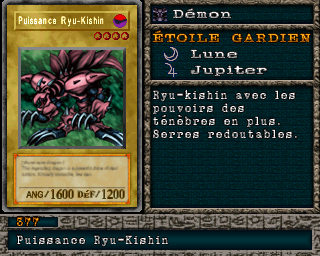 Puissance Ryu-Kishin
ANG/1600 DéF/1200
Démon
ÉTOILE GARDIEN
Lune
Jupiter
Ryu-kishin avec les
pouvoirs des
ténèbres en plus.
Serres redoutables.
377
Puissance Ryu-Kishin